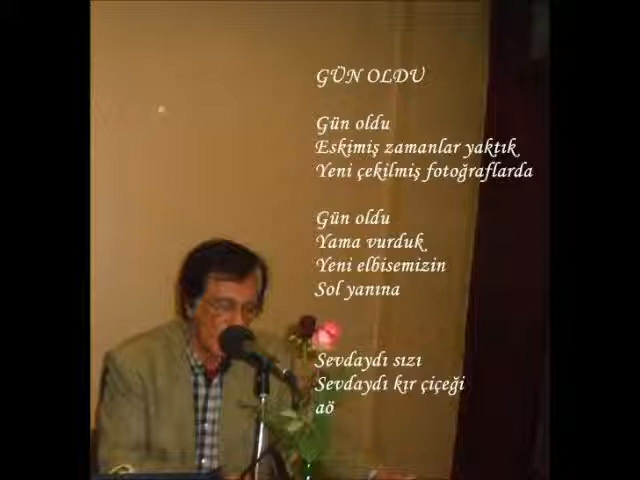 GÜN OLDU
Gün oldu
Eskimiş zamanlar yaktık
Yeni çekilmiş fotoğraflarda
Gün oldu
Yama vurduk
Yeni elbisemizin
Sol yanına
Sevdaydı sızı
Sevdaydı kır çiçeği
aö